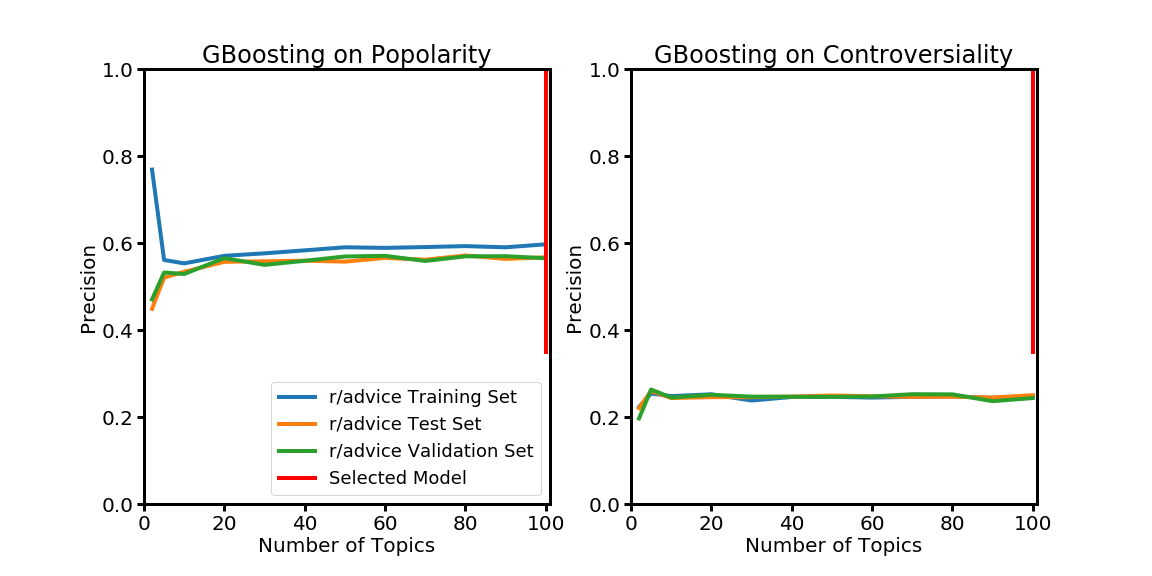 GBoosting on Popolarity
1.0
0.8
0.6
0.4
0.2
0.0
Precision
0 20 40 60 80 100
Number of Topics
r/advice Training Set
r/advice Test Set
r/advice Validation Set
Selected Model
GBoosting on Controversiality
1.0
0.8
0.6
0.4
0.2
0.0
Precision
0 20 40 60 80 100
Number of Topics